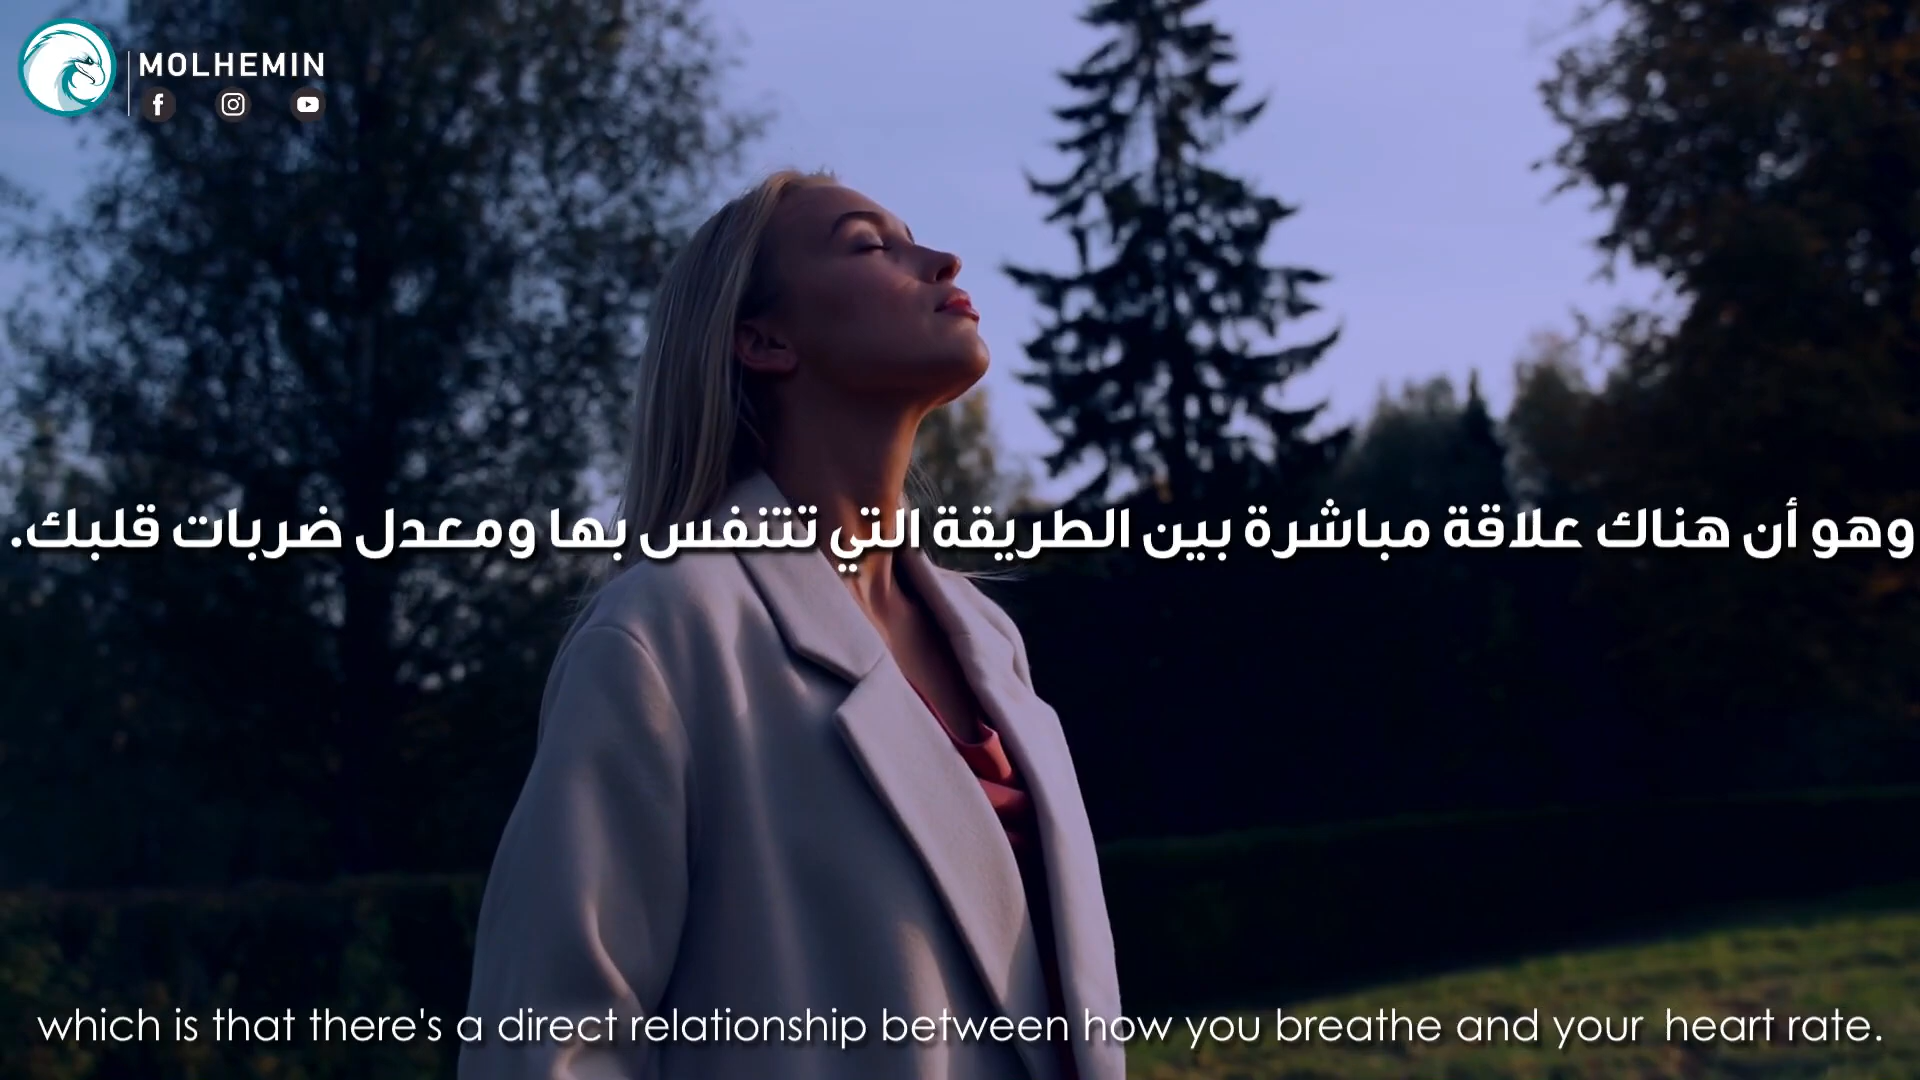 MOLHEMIN
وهو أن هناك علاقة مباشرة بين الطريقة التي تتنفس بها ومعدل ضربات قلبك.
which is that there's a direct relationship between how you breathe and your heart rate.